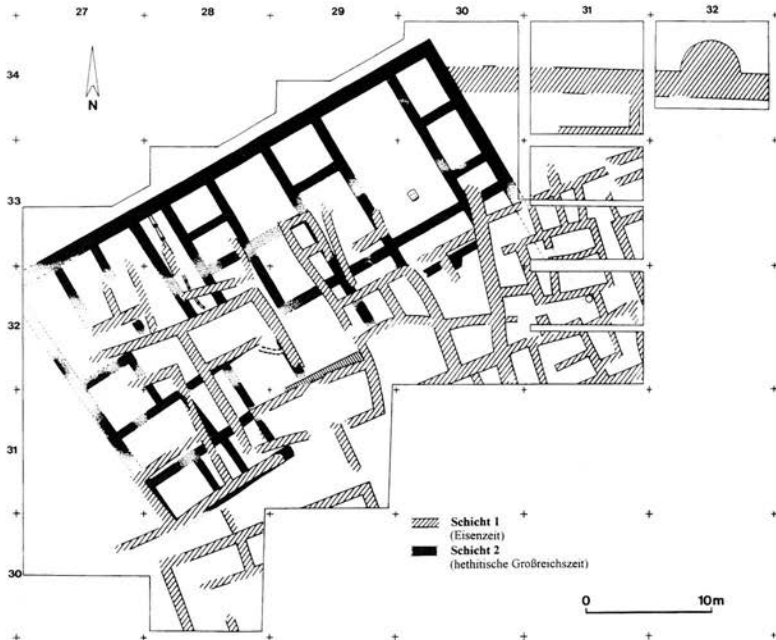 27 28 29 30 31 32
34
N
33
32
31
30
Schicht 1
(Eisenzeit)
Schicht 2
(hethitische Großreichszeit)
0 10m